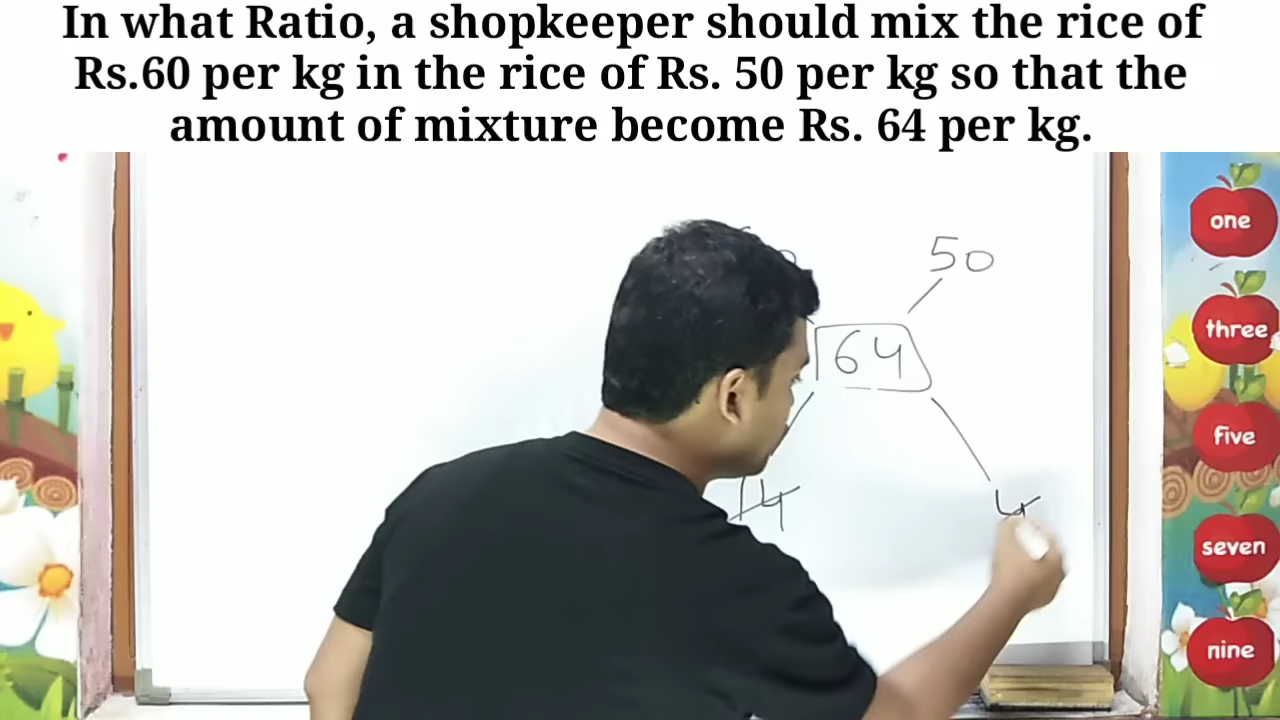 In what Ratio, a shopkeeper should mix the rice of
Rs.60 per kg in the rice of Rs. 50 per kg so that the
amount of mixture become Rs. 64 per kg.
one
50
three
64
five
14
4
seven
nine